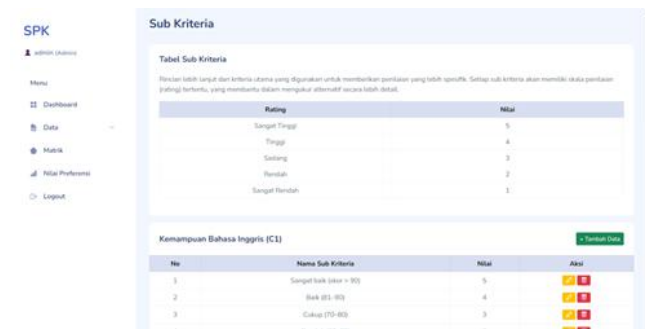 SPK
admin (Admin)
Menu
Dashboard
Data
Matrik
Nilai Preferensi
Logout
Sub Kriteria
Tabel Sub Kriteria
Rincian lebih lanjut dari kriteria utama yang digunakan untuk memberikan penilaian yang lebih spesifik. Setiap sub kriteria akan memiliki skala penilaian
(rating) tertentu, yang membantu dalam mengukur alternatif secara lebih detail.
Rating Nilai
Sangat Tinggi 5
Tinggi 4
Sedang 3
Rendah 2
Sangat Rendah 1
Kemampuan Bahasa Inggris (C1)
+ Tambah Data
No Nama Sub Kriteria Nilai Aksi
1 Sangat baik (skor > 90) 5
2 Baik (81-90) 4
3 Cukup (70-80) 3